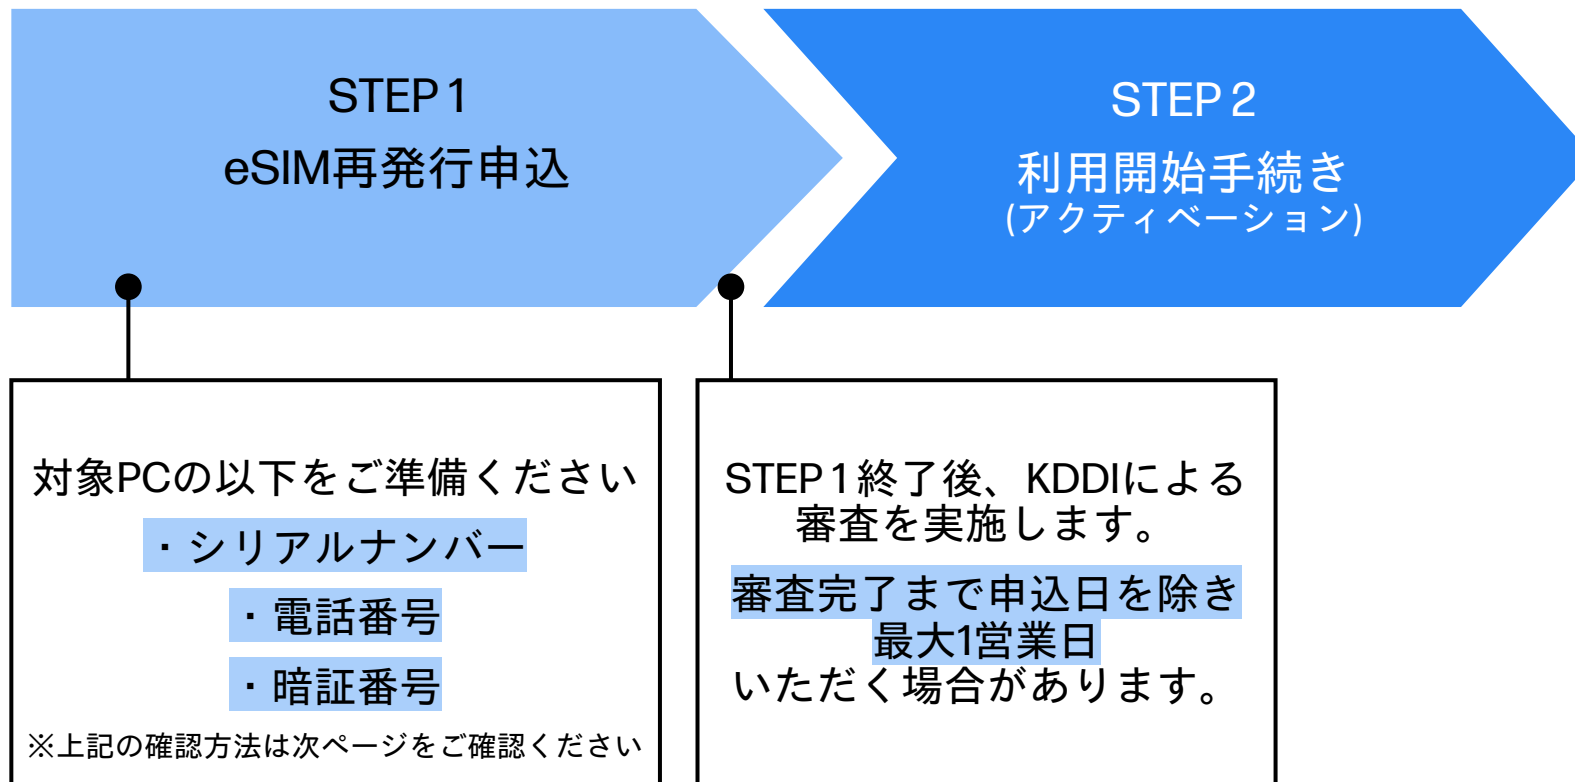 STEP 1
eSIM再発行申込
STEP 2
利用開始手続き
(アクティベーション)
対象PCの以下をご準備ください
・シリアルナンバー
・電話番号
・暗証番号
※上記の確認方法は次ページをご確認ください
STEP 1 終了後、KDDIによる
審査を実施します。
審査完了まで申込日を除き
最大1営業日
いただく場合があります。